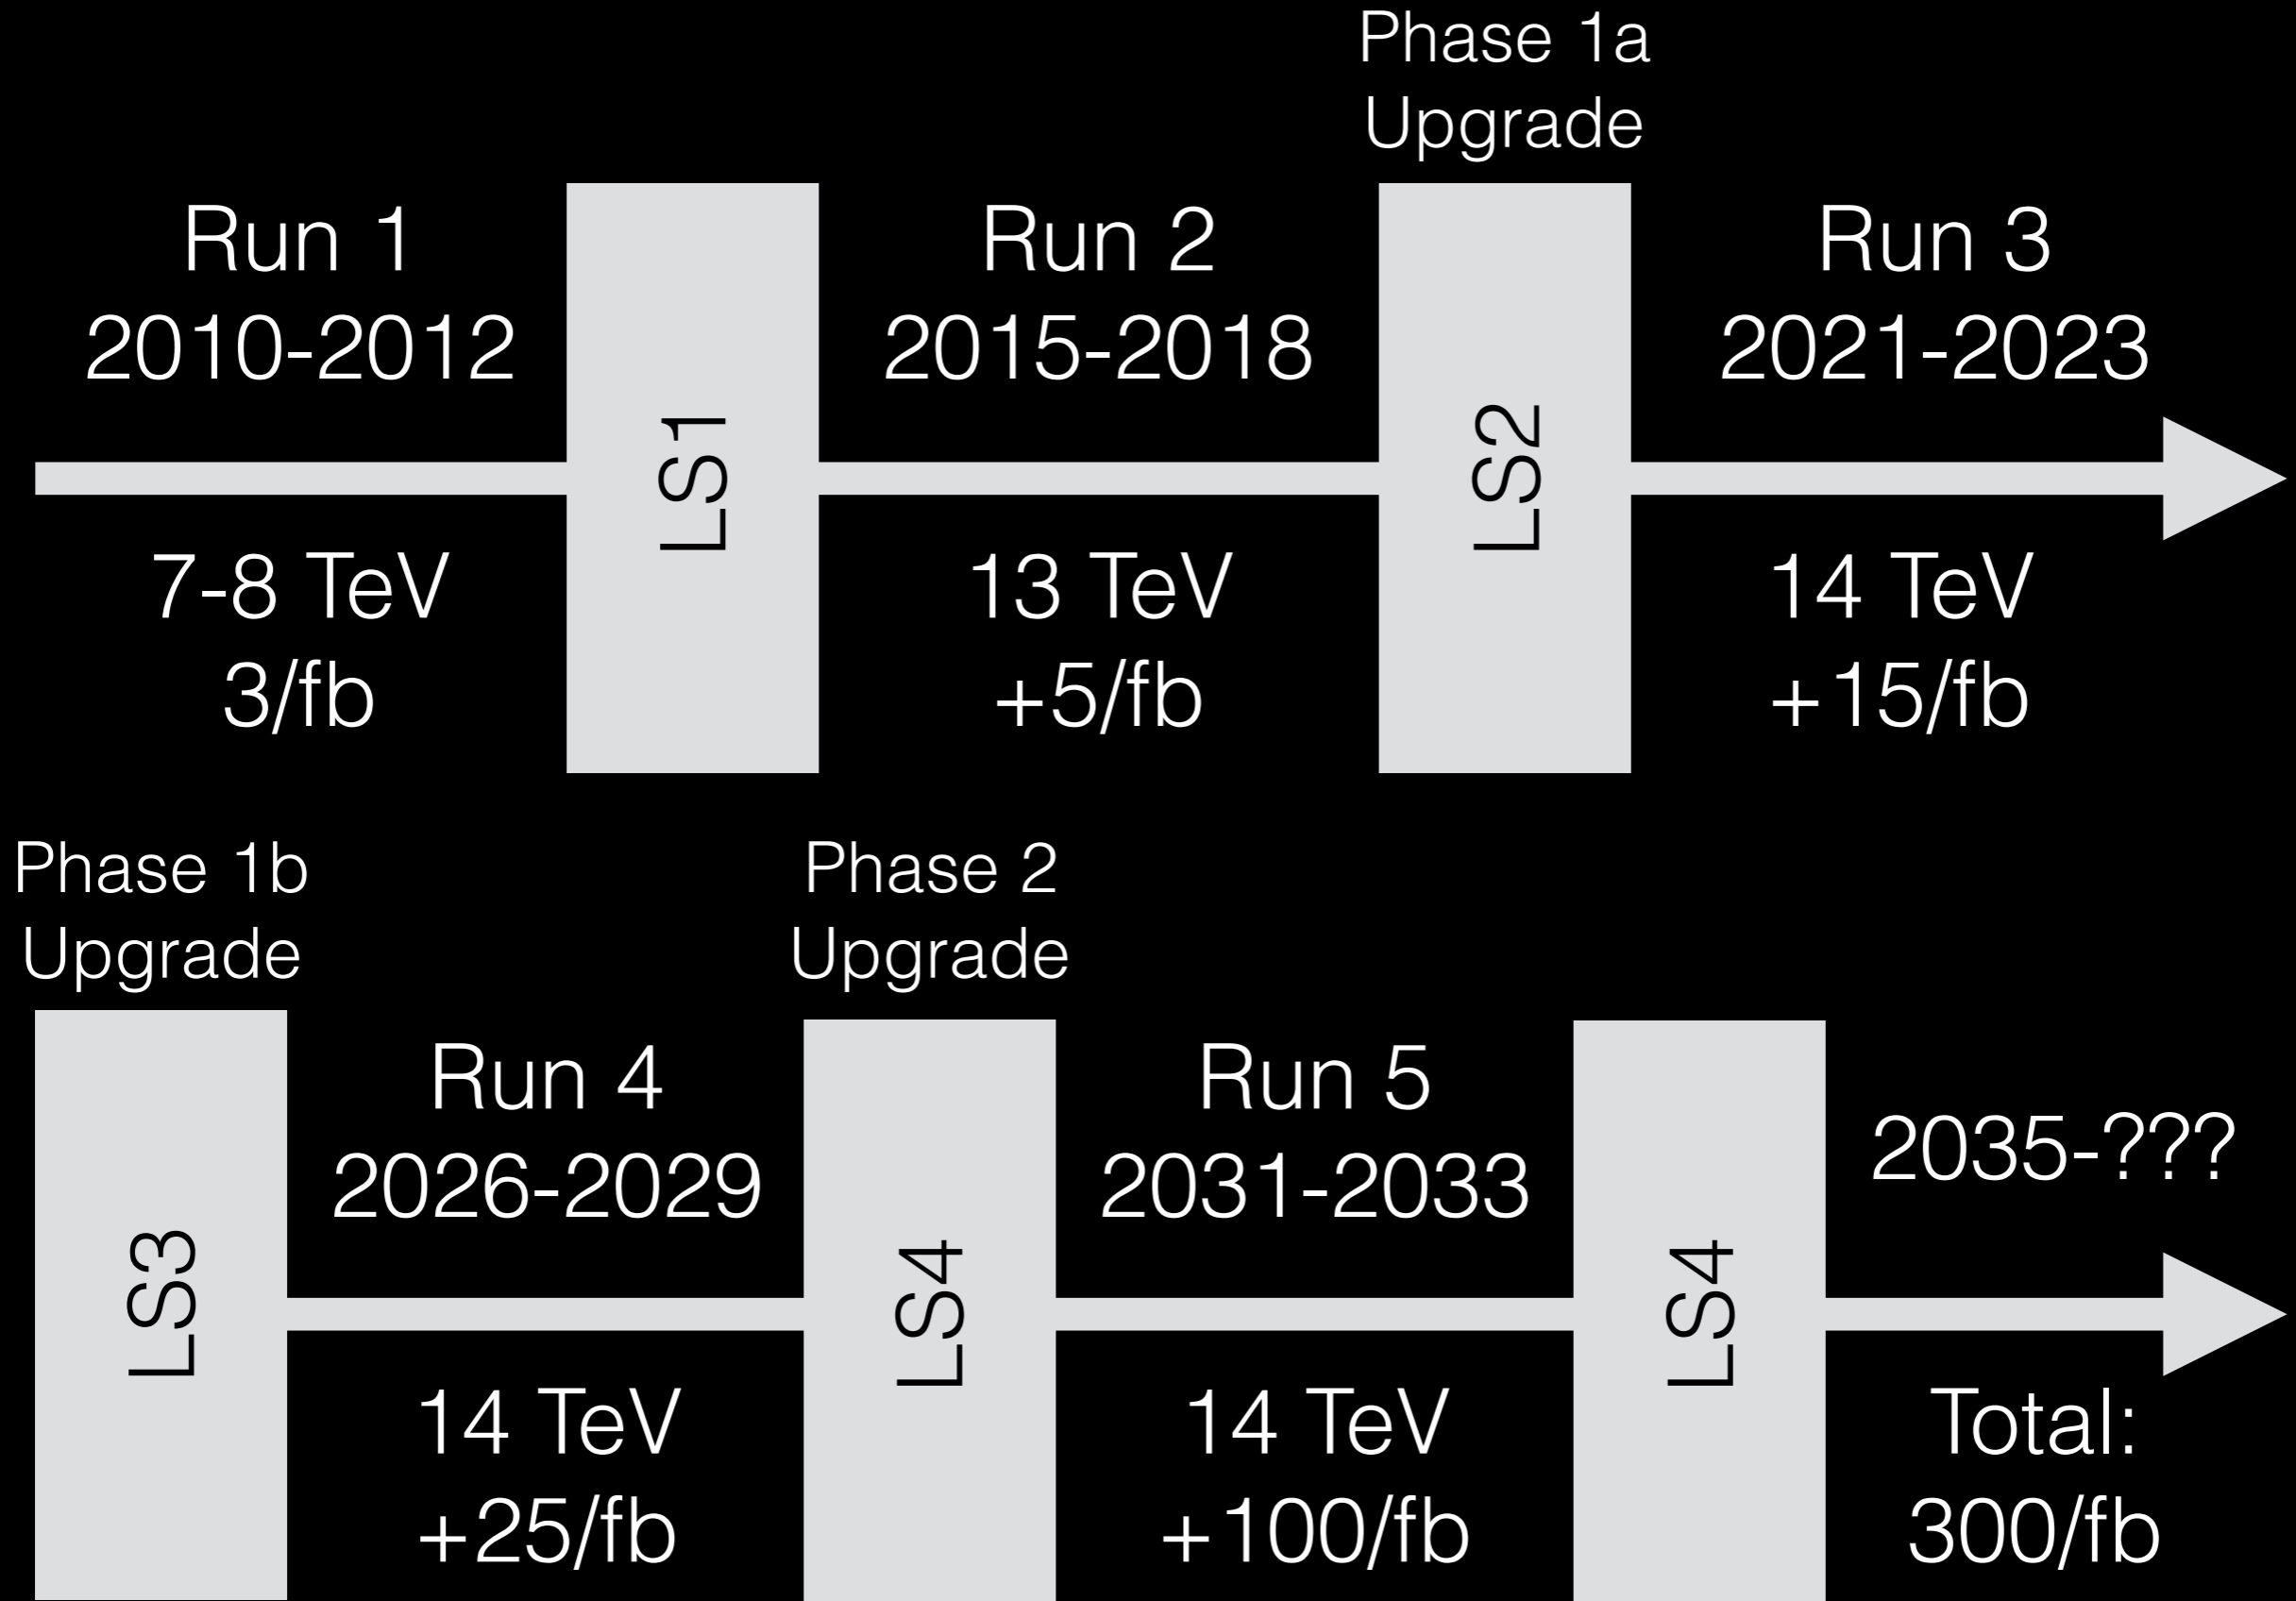 Phase 1a
Upgrade
Run 1
2010-2012
LS1
Run 2
2015-2018
LS2
Run 3
2021-2023
7-8 TeV
3/fb
13 TeV
+5/fb
14 TeV
+15/fb
Phase 1b
Upgrade
Phase 2
Upgrade
LS3
Run 4
2026-2029
LS4
Run 5
2031-2033
LS4
2035-???
14 TeV
+25/fb
14 TeV
+100/fb
Total:
300/fb